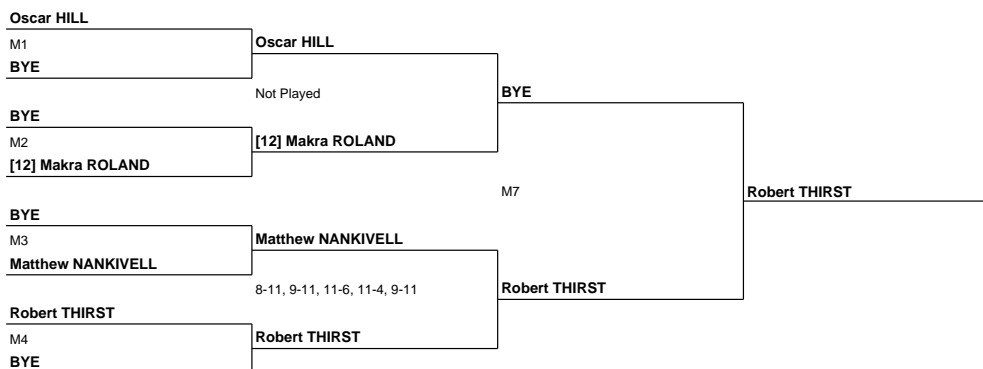 Oscar HILL
M1
BYE
Oscar HILL
Not Played
BYE
BYE
M2
[12] Makra ROLAND
[12] Makra ROLAND
M7
Robert THIRST
BYE
M3
Matthew NANKIVELL
Matthew NANKIVELL
8-11, 9-11, 11-6, 11-4, 9-11
Robert THIRST
Robert THIRST
M4
BYE
Robert THIRST